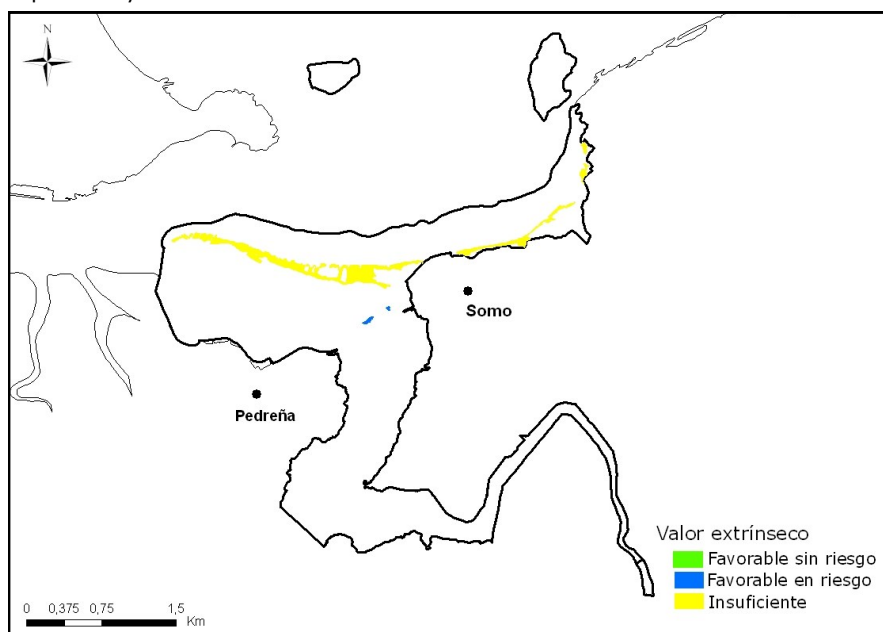 N
Somo
Pedreña
Valor extrínseco
Favorable sin riesgo
Favorable en riesgo
Insuficiente
0 0,375 0,75 1,5
Km